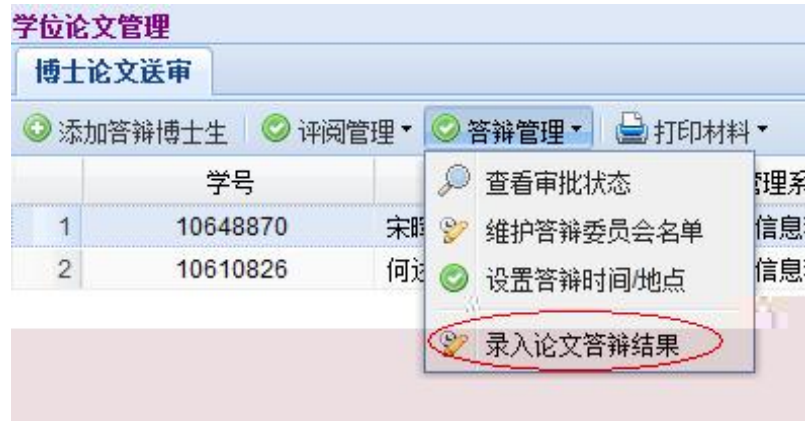 学位论文管理
博士论文送审
添加答辩博士生 评阅管理 答辩管理 打印材料
学号 查看审批状态 管理系
1 10648870 维护答辩委员会名单 信息
2 10610826 何 设置答辩时间/地点 信息
录入论文答辩结果